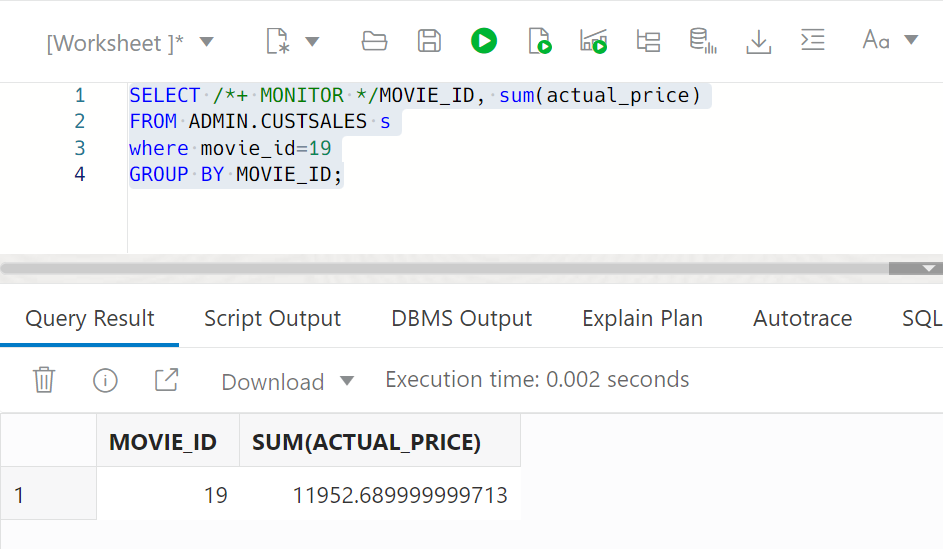 [Worksheet ]*
Aa
1 SELECT /*+ MONITOR */MOVIE_ID, sum(actual_price)
2 FROM ADMIN.CUSTSALES s
3 where movie_id=19
4 GROUP BY MOVIE_ID;
Query Result Script Output DBMS Output Explain Plan Autotrace SQL
Download Execution time: 0.002 seconds
MOVIE_ID SUM(ACTUAL_PRICE)
1 19 11952.689999999713